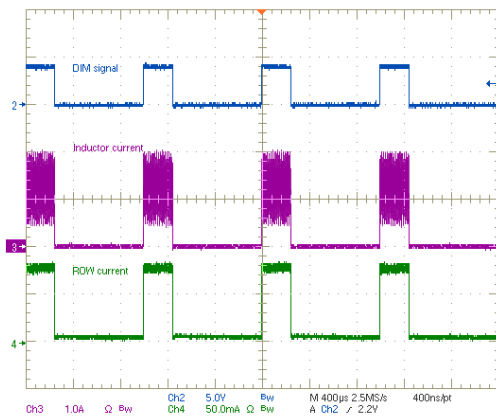 DIM signal
2
Inductor current
3
ROW current
4
Ch2 5.0V Bw M 400µs 2.5MS/s 400ns/pt
Ch3 1.0A Ω Bw Ch4 50.0mA Ω Bw A Ch2 ∕ 2.2V